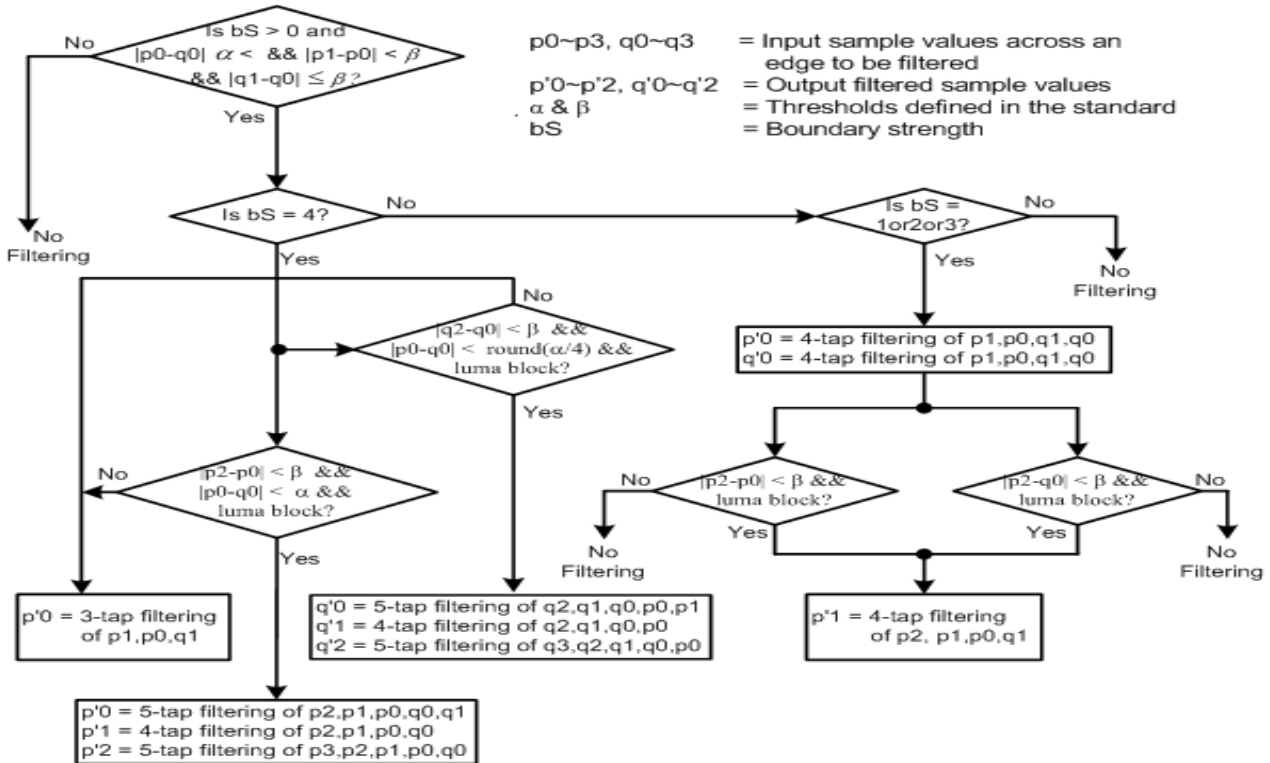 Is bS > 0 and
|p0-q0| α < && |p1-p0| < β
&& |q1-q0| ≤ β?
No
Yes
No
Filtering
p0~p3, q0~q3 = Input sample values across an
edge to be filtered
p'0~p'2, q'0~q'2 = Output filtered sample values
. α & β = Thresholds defined in the standard
bS = Boundary strength
Is bS = 4?
No
Yes
Is bS =
1or2or3?
No
Yes
No
Filtering
No
|q2-q0| < β &&
|p0-q0| < round(α/4) &&
luma block?
Yes
p'0 = 4-tap filtering of p1,p0,q1,q0
q'0 = 4-tap filtering of p1,p0,q1,q0
No
|p2-p0| < β &&
|p0-q0| < α &&
luma block?
Yes
No
|p2-p0| < β &&
luma block?
Yes
No
Filtering
|p2-q0| < β &&
luma block?
No
Yes
No
Filtering
p'0 = 3-tap filtering
of p1,p0,q1
q'0 = 5-tap filtering of q2,q1,q0,p0,p1
q'1 = 4-tap filtering of q2,q1,q0,p0
q'2 = 5-tap filtering of q3,q2,q1,q0,p0
p'1 = 4-tap filtering
of p2, p1,p0,q1
p'0 = 5-tap filtering of p2,p1,p0,q0,q1
p'1 = 4-tap filtering of p2,p1,p0,q0
p'2 = 5-tap filtering of p3,p2,p1,p0,q0